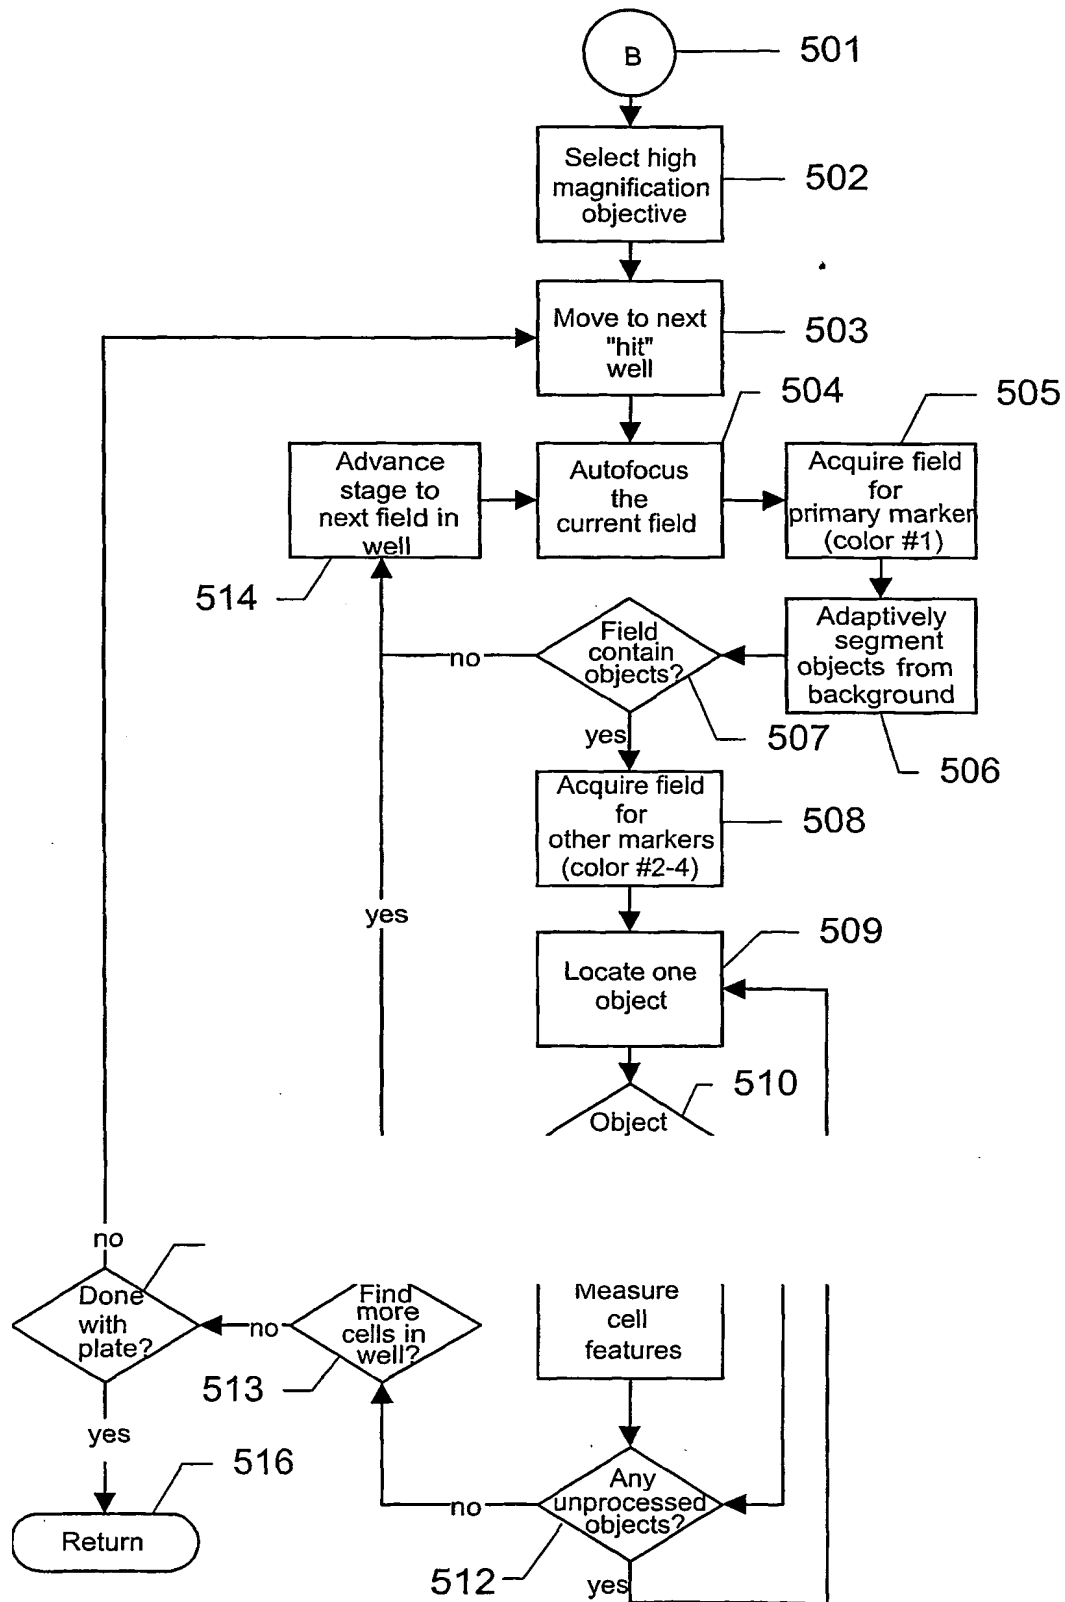 B
501
Select high
magnification
objective
502
Move to next
"hit"
well
503
504
505
Advance
stage to
next field in
well
Autofocus
the
current field
Acquire field
for
primary marker
(color #1)
514
Field
contain
objects?
no
Adaptively
segment
objects from
background
yes
507
506
Acquire field
for
other markers
(color #2-4)
508
yes
509
Locate one
object
510
Object
no
Done
with
plate?
no
Find
more
cells in
well?
Measure
cell
features
513
yes
516
Return
no
Any
unprocessed
objects?
512
yes